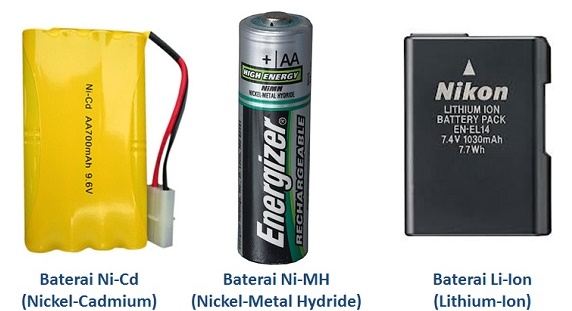 Ni-Cd AA700mAh 9.6V
+ AA
HIGH ENERGY
NiMH
NICKEL-METAL HYDRIDE
Energizer®
RECHARGEABLE
Nikon
LITHIUM ION
BATTERY PACK
EN-EL14
7.4V 1030mAh
7.7Wh
Baterai Ni-Cd
(Nickel-Cadmium)
Baterai Ni-MH
(Nickel-Metal Hydride)
Baterai Li-Ion
(Lithium-Ion)